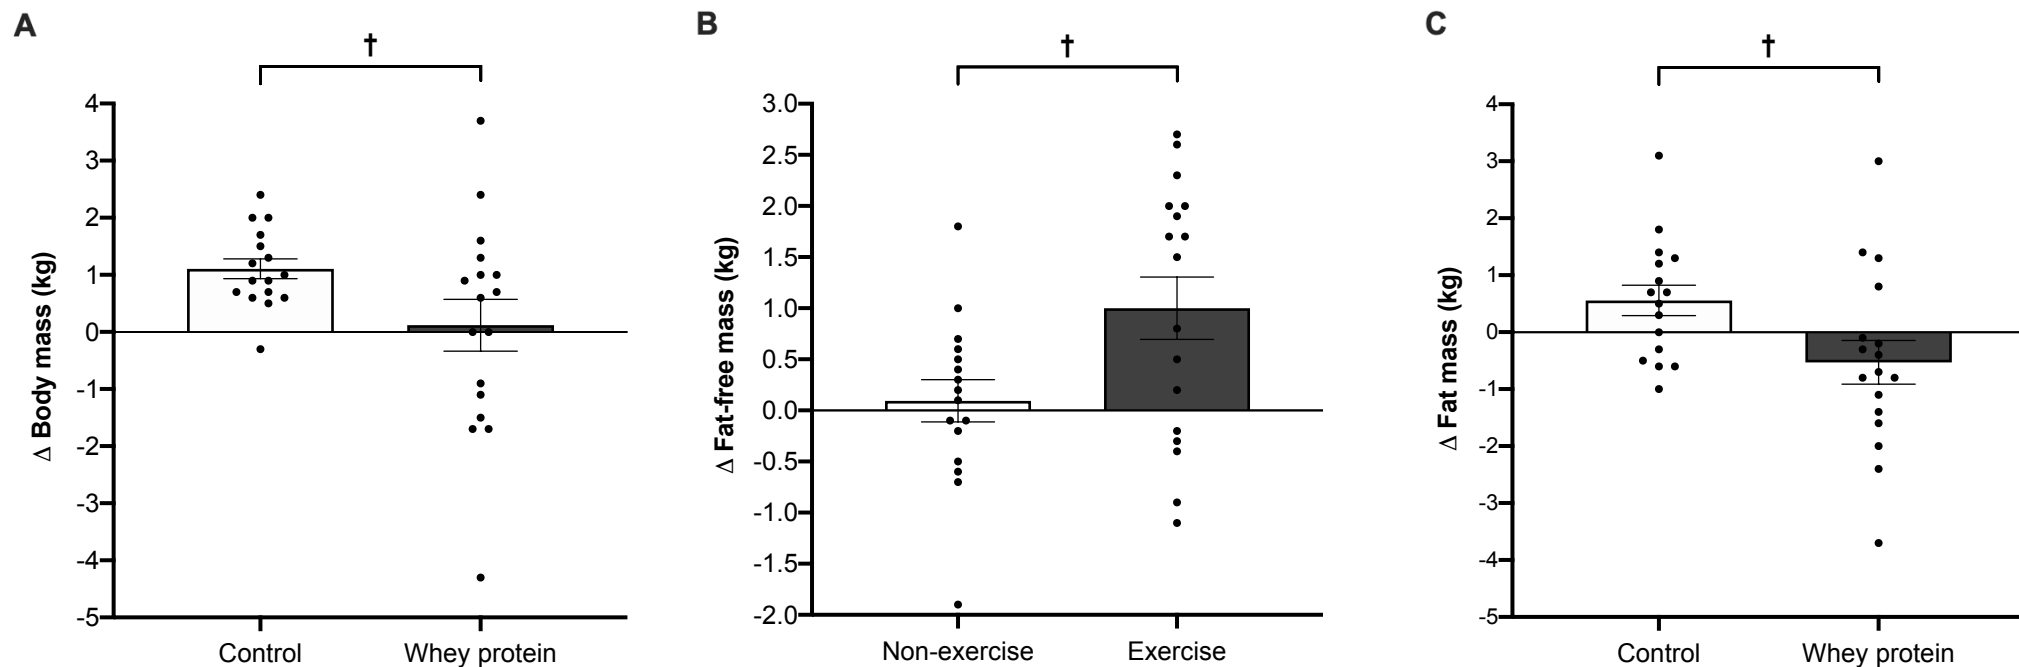 A
†
4
3
2
1
0
-1
-2
-3
-4
-5
Δ Body mass (kg)
Control
Whey protein
B
†
3.0
2.5
2.0
1.5
1.0
0.5
0.0
-0.5
-1.0
-1.5
-2.0
Δ Fat-free mass (kg)
Non-exercise
Exercise
C
†
4
3
2
1
0
-1
-2
-3
-4
-5
Δ Fat mass (kg)
Control
Whey protein